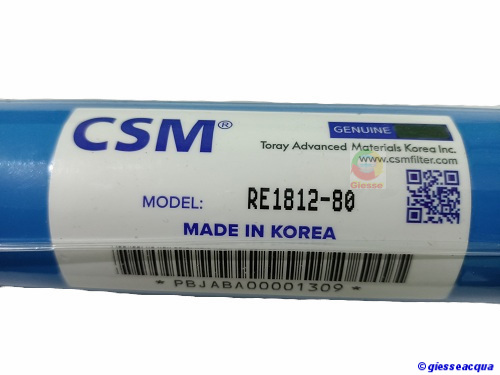 CSM®
GENUINE
Toray Advanced Materials Korea Inc.
www.csmfilter.com
Giesse
MODEL: RE1812-80
MADE IN KOREA
* PBJABA00001309 *
© giesseacqua